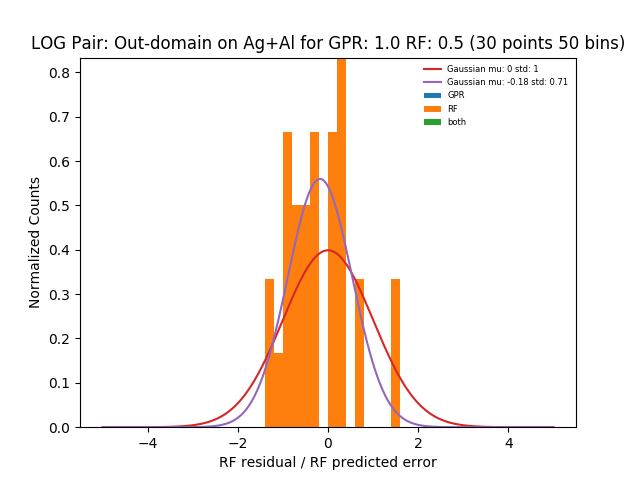 LOG Pair: Out-domain on Ag+Al for GPR: 1.0 RF: 0.5 (30 points 50 bins)
Gaussian mu: 0 std: 1
Gaussian mu: -0.18 std: 0.71
GPR
RF
both
Normalized Counts
0.8
0.7
0.6
0.5
0.4
0.3
0.2
0.1
0.0
−4 −2 0 2 4
RF residual / RF predicted error